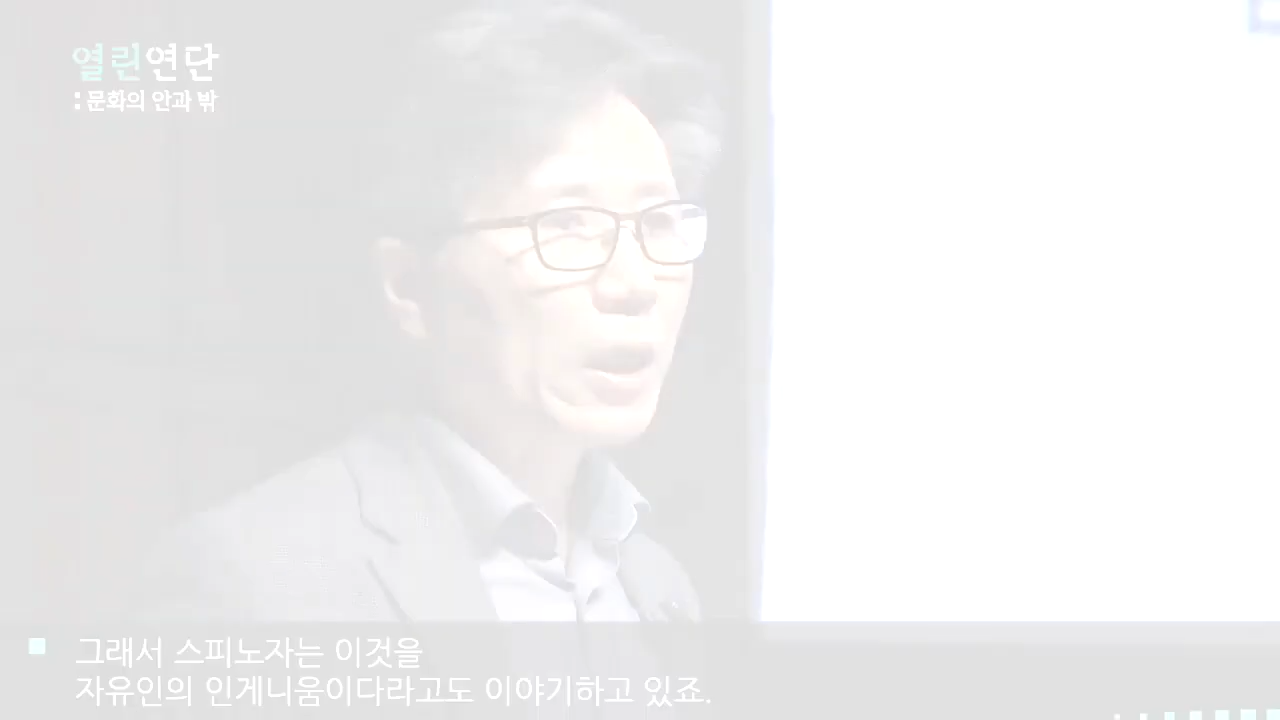 열린연단
: 문화의 안과 밖
그래서 스피노자는 이것을
자유인의 인게니움이다라고도 이야기하고 있죠.